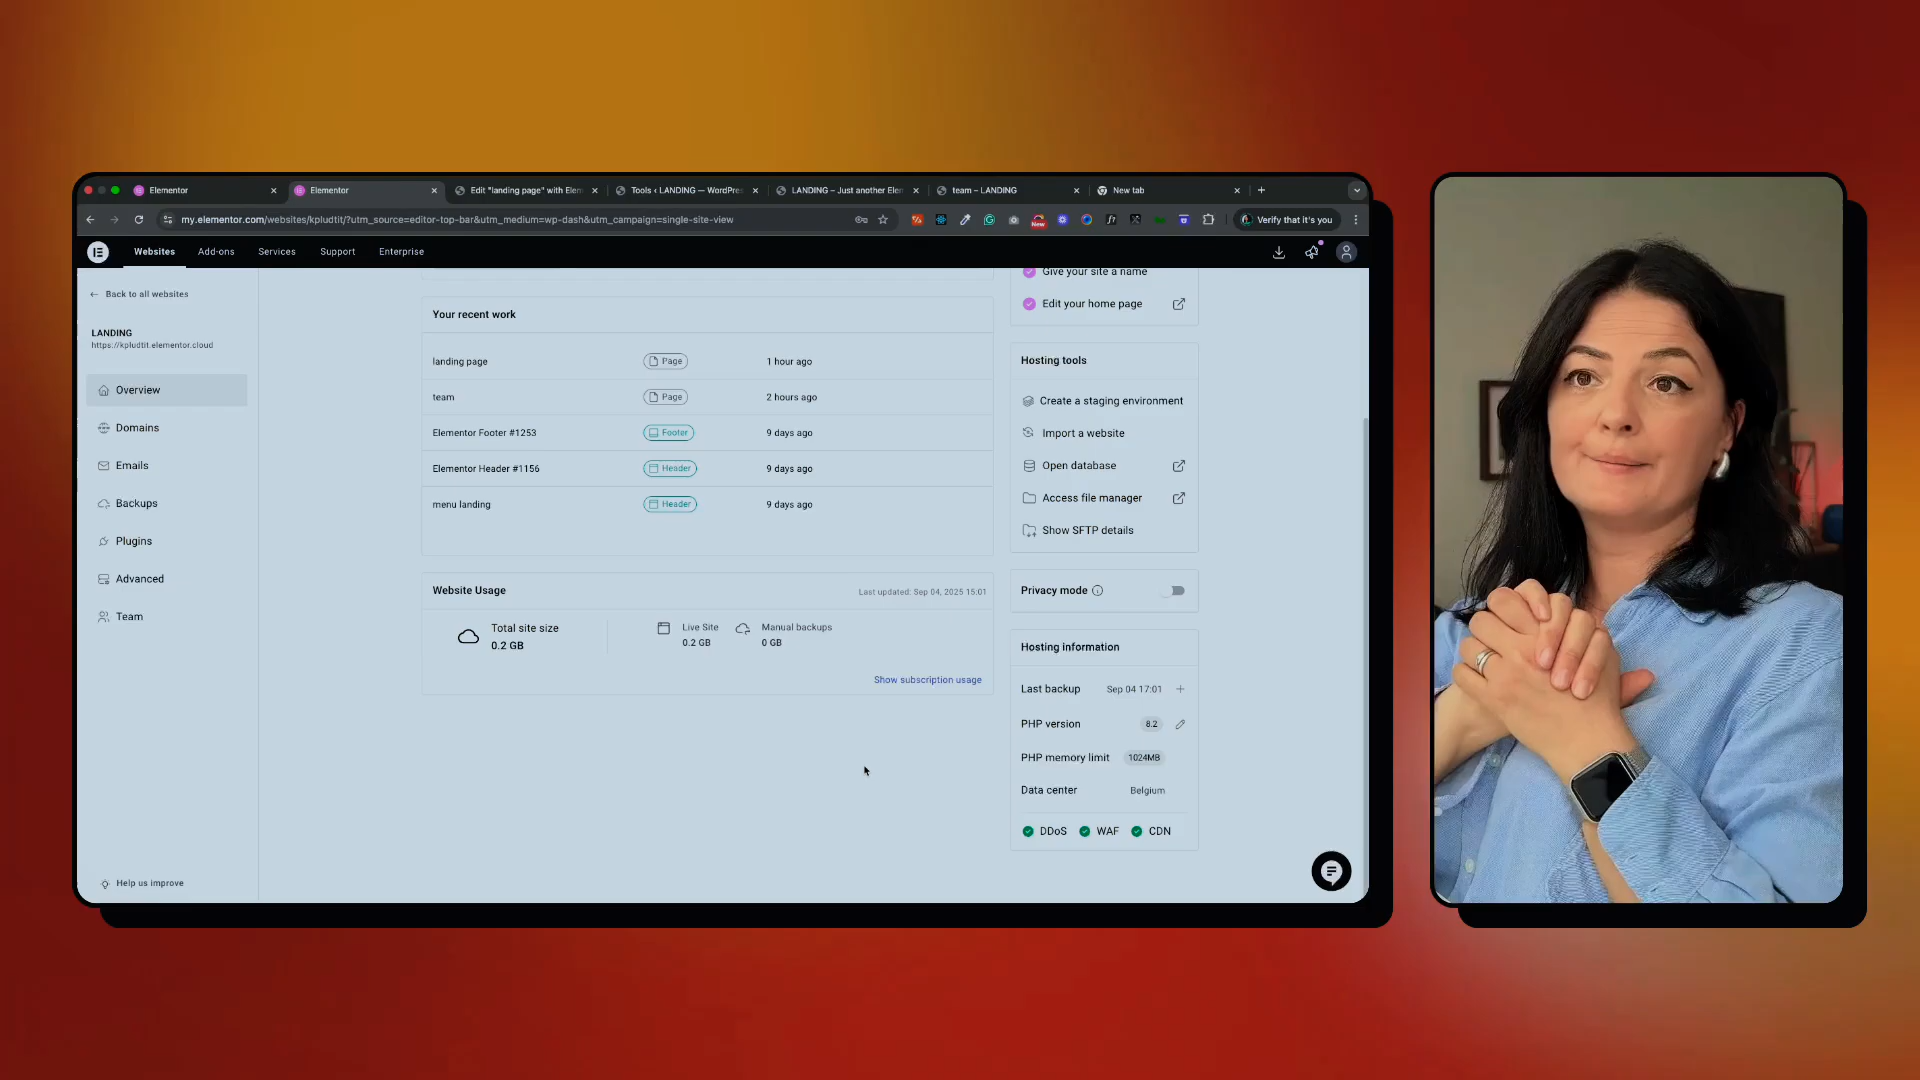 Elementor
Elementor
Edit "landing page" with Elem
Tools ‹ LANDING — WordPres
LANDING – Just another Elem
team – LANDING
New tab
my.elementor.com/websites/kpludtit/?utm_source=editor-top-bar&utm_medium=wp-dash&utm_campaign=single-site-view
New
Verify that it's you
Websites
Add-ons
Services
Support
Enterprise
Back to all websites
LANDING
https://kpludtit.elementor.cloud
Overview
Domains
Emails
Backups
Plugins
Advanced
Team
Help us improve
Your recent work
landing page Page 1 hour ago
team Page 2 hours ago
Elementor Footer #1253 Footer 9 days ago
Elementor Header #1156 Header 9 days ago
menu landing Header 9 days ago
Website Usage
Last updated: Sep 04, 2025 15:01
Total site size
0.2 GB
Live Site
0.2 GB
Manual backups
0 GB
Show subscription usage
Give your site a name
Edit your home page
Hosting tools
Create a staging environment
Import a website
Open database
Access file manager
Show SFTP details
Privacy mode
Hosting information
Last backup Sep 04 17:01
PHP version 8.2
PHP memory limit 1024MB
Data center Belgium
DDoS WAF CDN